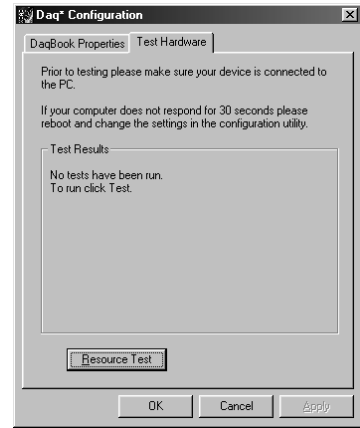 Daq* Configuration
DaqBook Properties Test Hardware
Prior to testing please make sure your device is connected to
the PC.
If your computer does not respond for 30 seconds please
reboot and change the settings in the configuration utility.
Test Results
No tests have been run.
To run click Test.
Resource Test
OK Cancel Apply